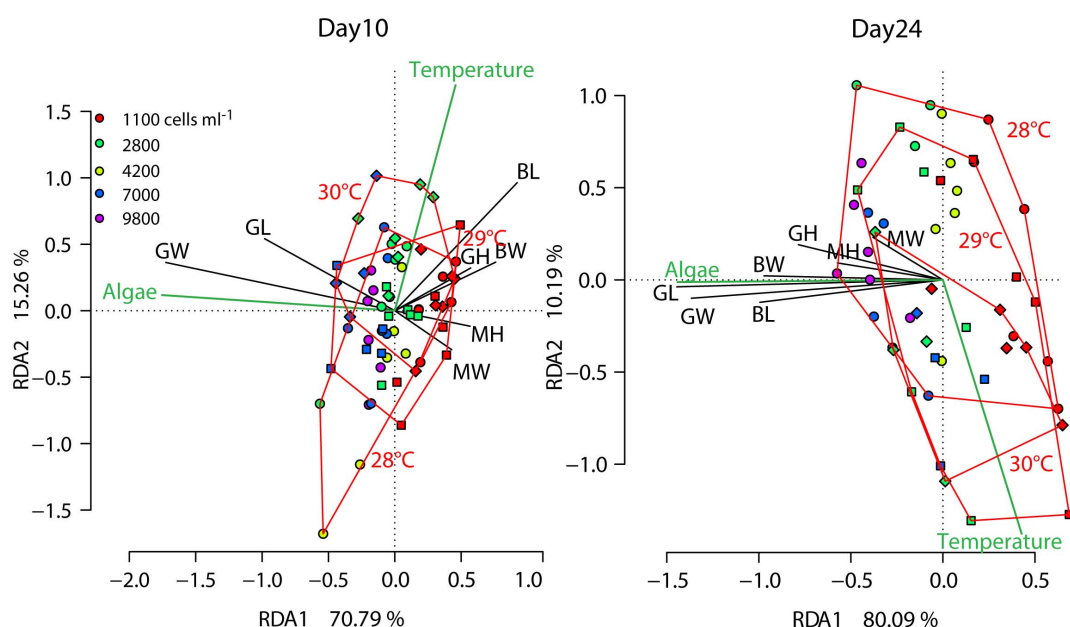 Day10
Temperature
1100 cells ml⁻¹
2800
4200
7000
9800
30°C
29°C
28°C
BL
GL
GW
GH
BW
Algae
MH
MW
1.5
1.0
0.5
0.0
−0.5
−1.0
−1.5
RDA2 15.26 %
−2.0 −1.5 −1.0 −0.5 0.0 0.5 1.0
RDA1 70.79 %
Day24
28°C
29°C
30°C
GH
MH
MW
BW
Algae
GL
GW
BL
Temperature
1.0
0.5
0.0
−0.5
−1.0
RDA2 10.19 %
−1.5 −1.0 −0.5 0.0 0.5
RDA1 80.09 %